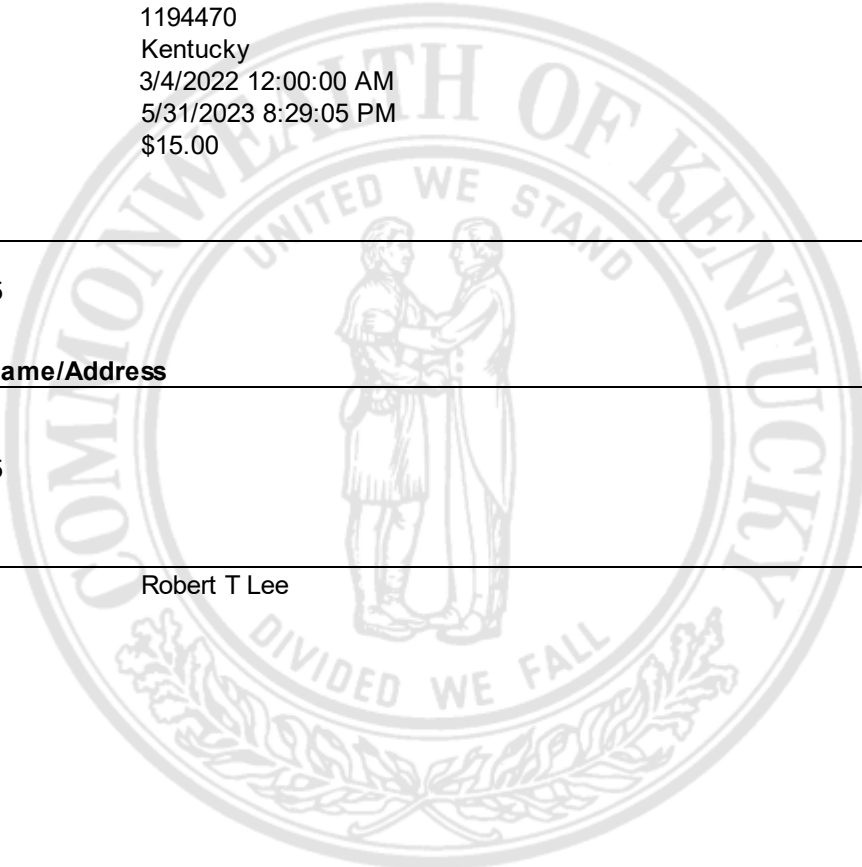 1194470
Kentucky
3/4/2022 12:00:00 AM
5/31/2023 8:29:05 PM
$15.00
COMMONWEALTH OF KENTUCKY
UNITED WE STAND
ame/Address
Robert T Lee
DIVIDED WE FALL